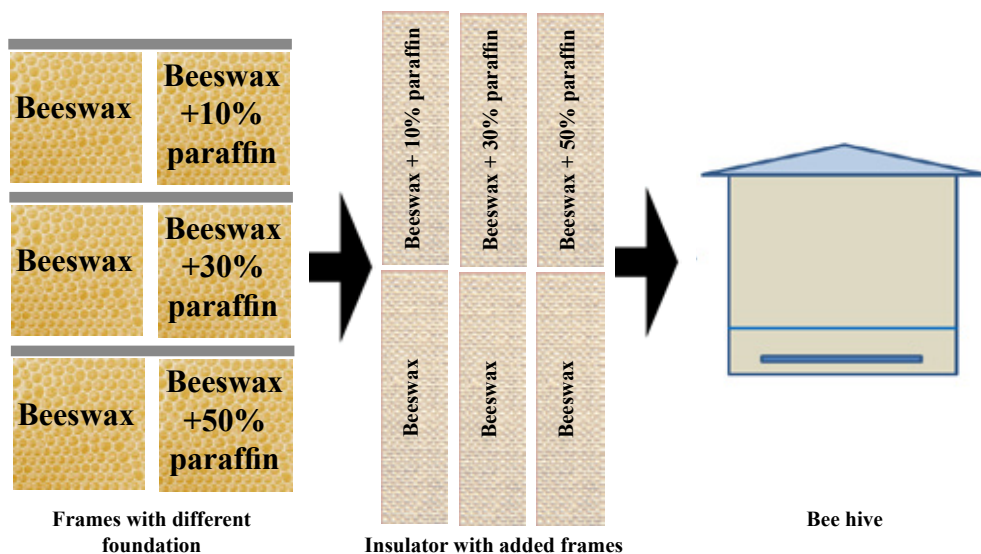 Beeswax
Beeswax
+10%
paraffin
Beeswax
Beeswax
+30%
paraffin
Beeswax
Beeswax
+50%
paraffin
Frames with different
foundation
Beeswax + 10% paraffin
Beeswax + 30% paraffin
Beeswax + 50% paraffin
Beeswax
Beeswax
Beeswax
Insulator with added frames
Bee hive